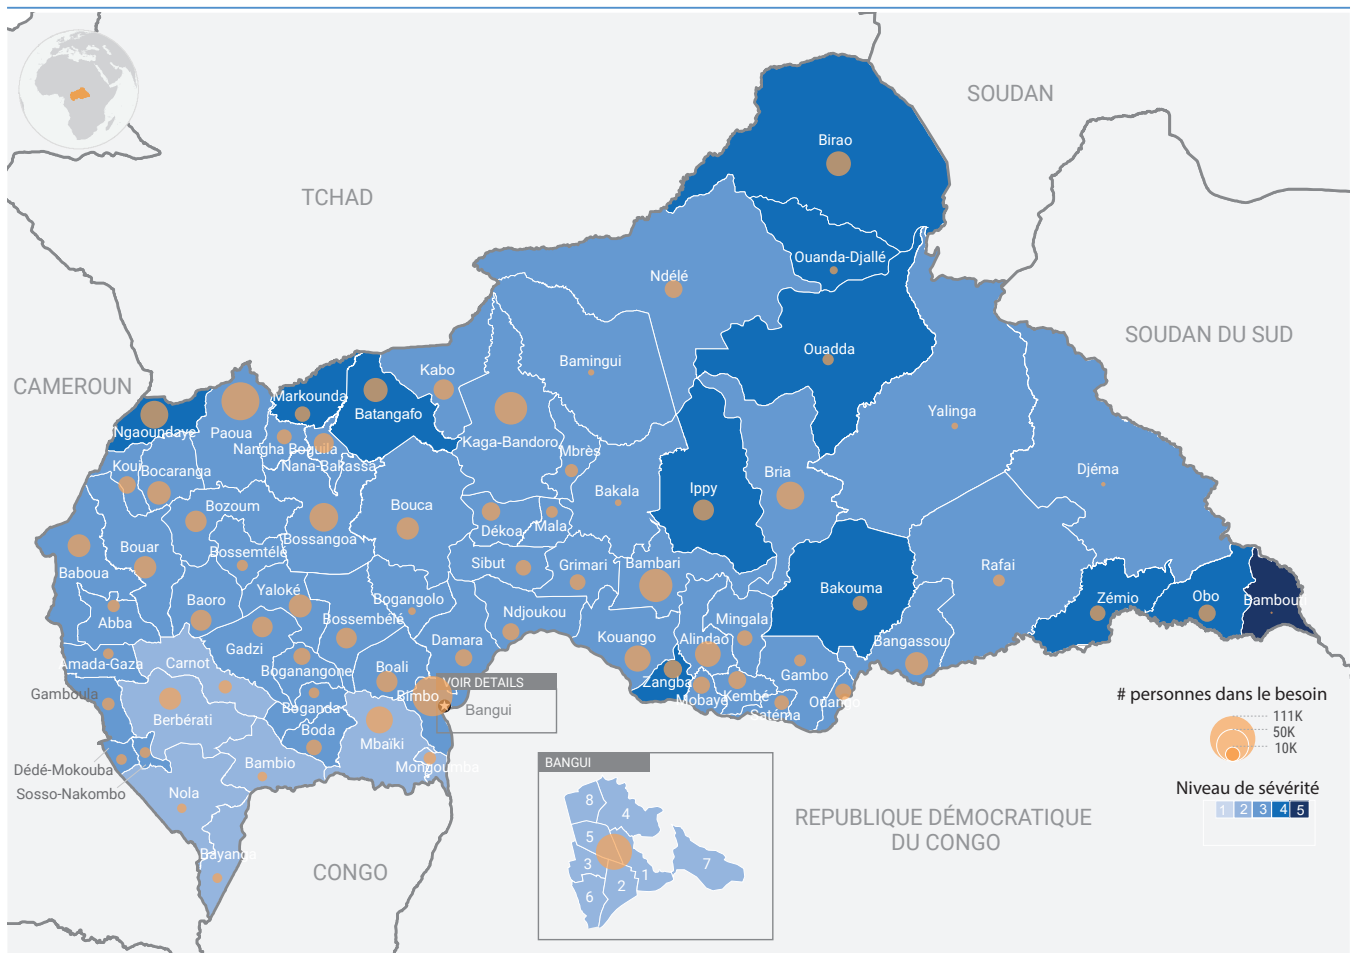 SOUDAN
Birao
TCHAD
Ouanda-Djallé
Ndélé
SOUDAN DU SUD
Ouadda
Bamingui
Kabo
CAMEROUN
Markounda
Batangafo
Yalinga
Ngaoundaye
Paoua
Kaga-Bandoro
Nangha Boguila
Mbrès
Nana-Bakassa
Koui
Bocaranga
Bria
Djéma
Ippy
Bakala
Bozoum
Bouca
Dékoa
Mala
Bossangoa
Bouar
Bossemtélé
Sibut
Grimari
Bambari
Rafai
Baboua
Yaloké
Bakouma
Zémio
Obo
Bambouti
Baoro
Bogangolo
Ndjoukou
Abba
Bossembélé
Mingala
Kouango
Alindao
Bangassou
Damara
Gadzi
Amada-Gaza
Carnot
Boganangone
Boali
Gambo
VOIR DETAILS
Zangba
Gamboula
Bimbo
Mobaye
Kembé
Ouango
# personnes dans le besoin
Boganda
Bangui
Satéma
Berbérati
111K
Boda
50K
Mbaïki
10K
BANGUI
Bambio
Mongoumba
Dédé-Mokouba
Niveau de sévérité
Sosso-Nakombo
Nola
8
4
1 2 3 4 5
REPUBLIQUE DÉMOCRATIQUE
DU CONGO
5
Bayanga
3
7
CONGO
1
2
6